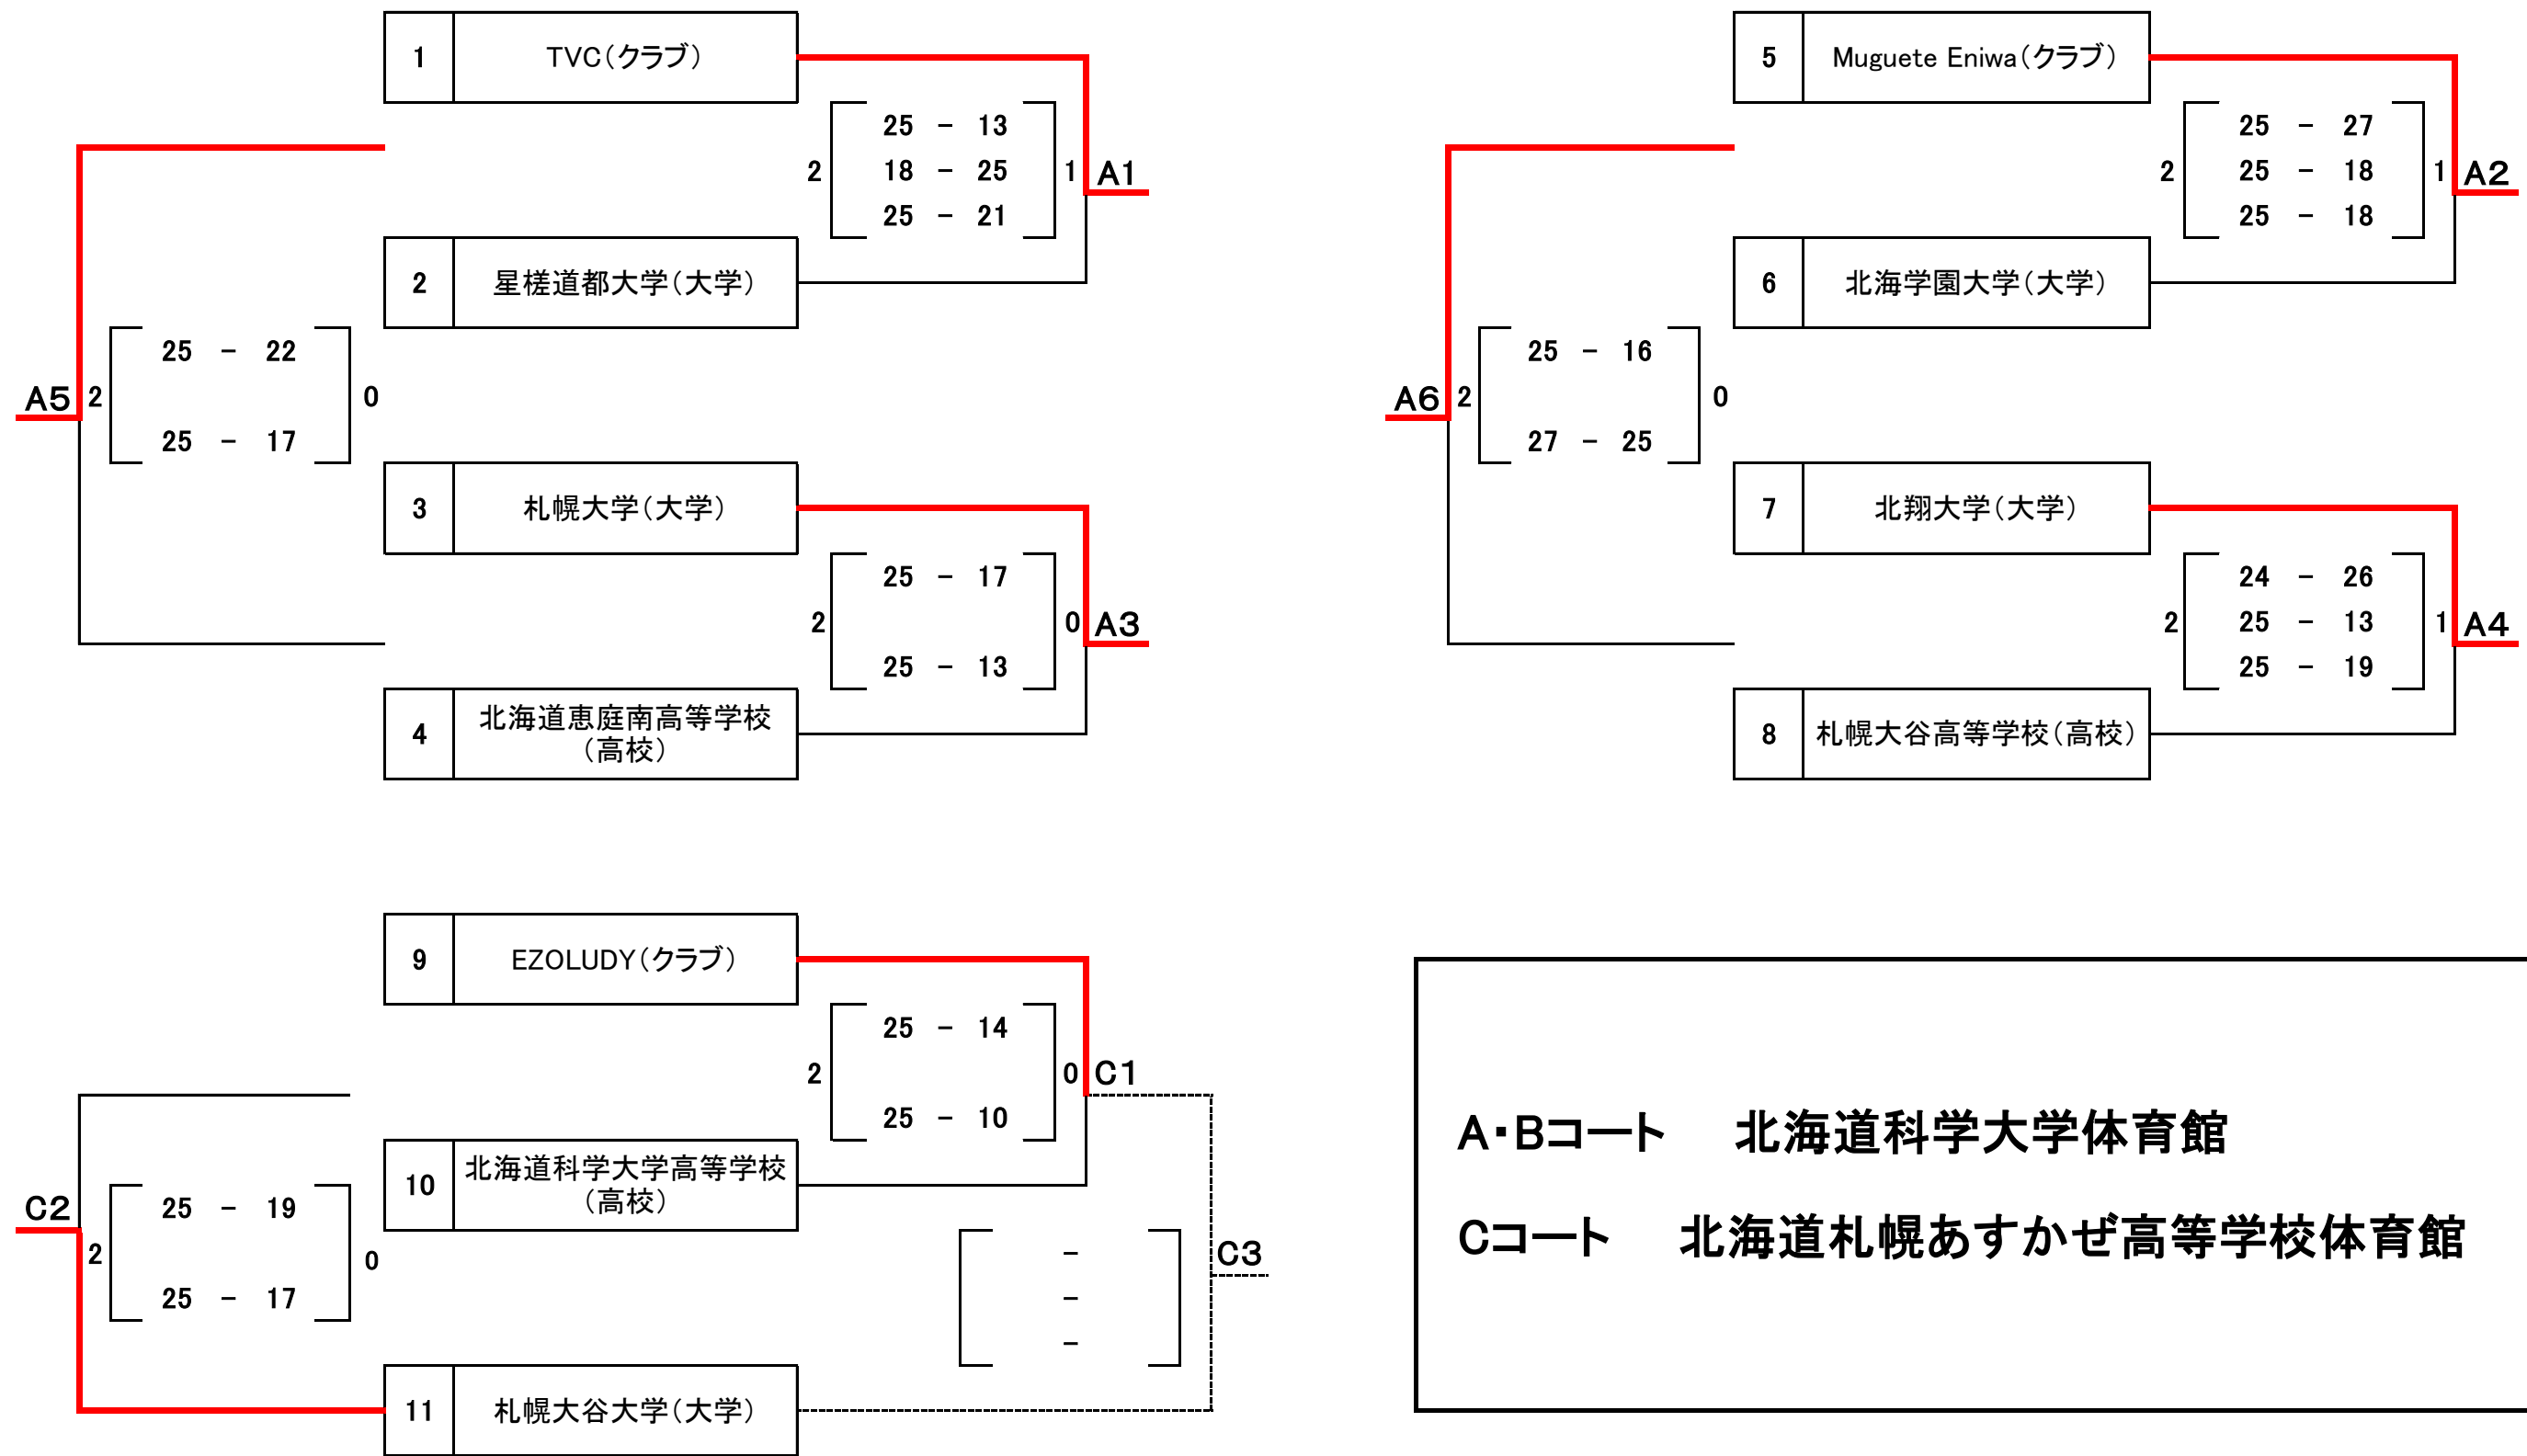 1 TVC(クラブ)
25 - 13
2 18 - 25 1 A1
25 - 21
2 星槎道都大学(大学)
25 - 22
A5 2 0
25 - 17
3 札幌大学(大学)
25 - 17
2 0 A3
25 - 13
4 北海道恵庭南高等学校
(高校)
5 Muguete Eniwa(クラブ)
25 - 27
2 25 - 18 1 A2
25 - 18
6 北海学園大学(大学)
25 - 16
A6 2 0
27 - 25
7 北翔大学(大学)
24 - 26
2 25 - 13 1 A4
25 - 19
8 札幌大谷高等学校(高校)
9 EZOLUDY(クラブ)
25 - 14
2 0 C1
25 - 10
10 北海道科学大学高等学校
(高校)
25 - 19
C2 2 0
25 - 17
-
- C3
-
11 札幌大谷大学(大学)
A・Bコート 北海道科学大学体育館
Cコート 北海道札幌あすかぜ高等学校体育館